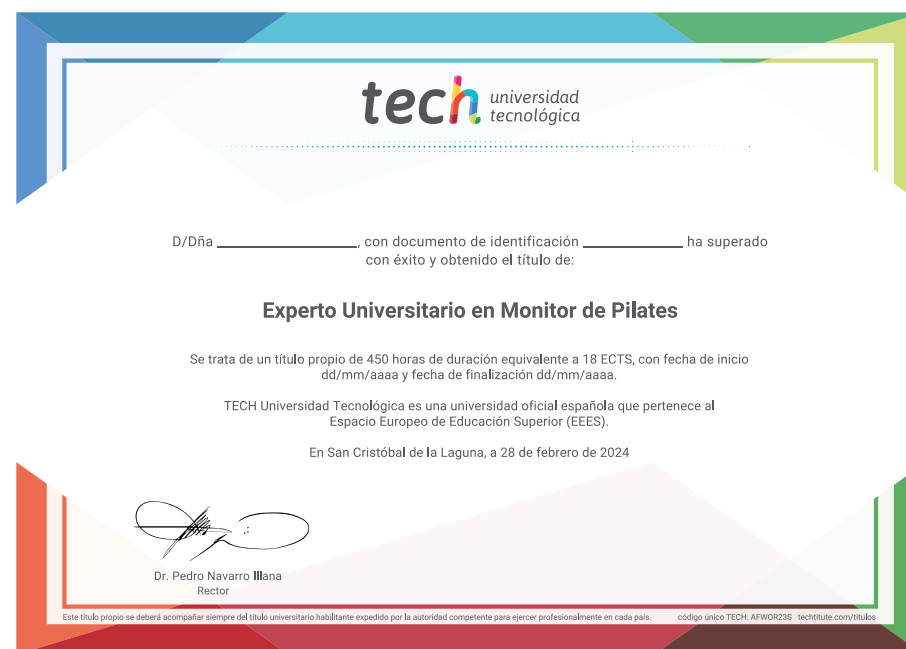 tech universidad
tecnológica
D/Dña ____________________, con documento de identificación ______________ ha superado
con éxito y obtenido el título de:
Experto Universitario en Monitor de Pilates
Se trata de un título propio de 450 horas de duración equivalente a 18 ECTS, con fecha de inicio
dd/mm/aaaa y fecha de finalización dd/mm/aaaa.
TECH Universidad Tecnológica es una universidad oficial española que pertenece al
Espacio Europeo de Educación Superior (EEES).
En San Cristóbal de la Laguna, a 28 de febrero de 2024
Dr. Pedro Navarro Illana
Rector
Este título propio se deberá acompañar siempre del título universitario habilitante expedido por la autoridad competente para ejercer profesionalmente en cada país. código único TECH: AFWOR23S techtitute.com/titulos